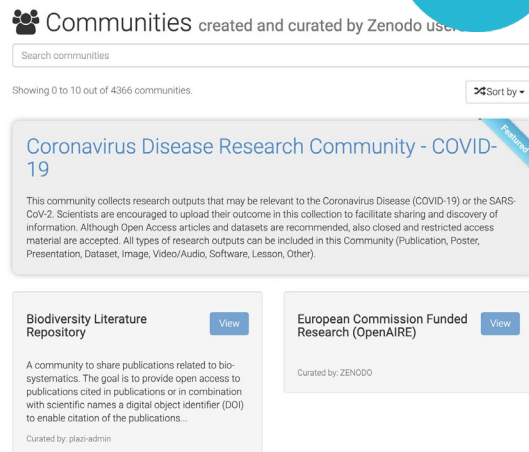 Communities created and curated by Zenodo
Search communities
Showing 0 to 10 out of 4366 communities.
Sort by
Featured
Coronavirus Disease Research Community - COVID-
19
This community collects research outputs that may be relevant to the Coronavirus Disease (COVID-19) or the SARS-
CoV-2. Scientists are encouraged to upload their outcome in this collection to facilitate sharing and discovery of
information. Although Open Access articles and datasets are recommended, also closed and restricted access
material are accepted. All types of research outputs can be included in this Community (Publication, Poster,
Presentation, Dataset, Image, Video/Audio, Software, Lesson, Other).
Biodiversity Literature
Repository
View
A community to share publications related to bio-
systematics. The goal is to provide open access to
publications cited in publications or in combination
with scientific names a digital object identifier (DOI)
to enable citation of the publications...
Curated by: plazi-admin
European Commission Funded
Research (OpenAIRE)
View
Curated by: ZENODO